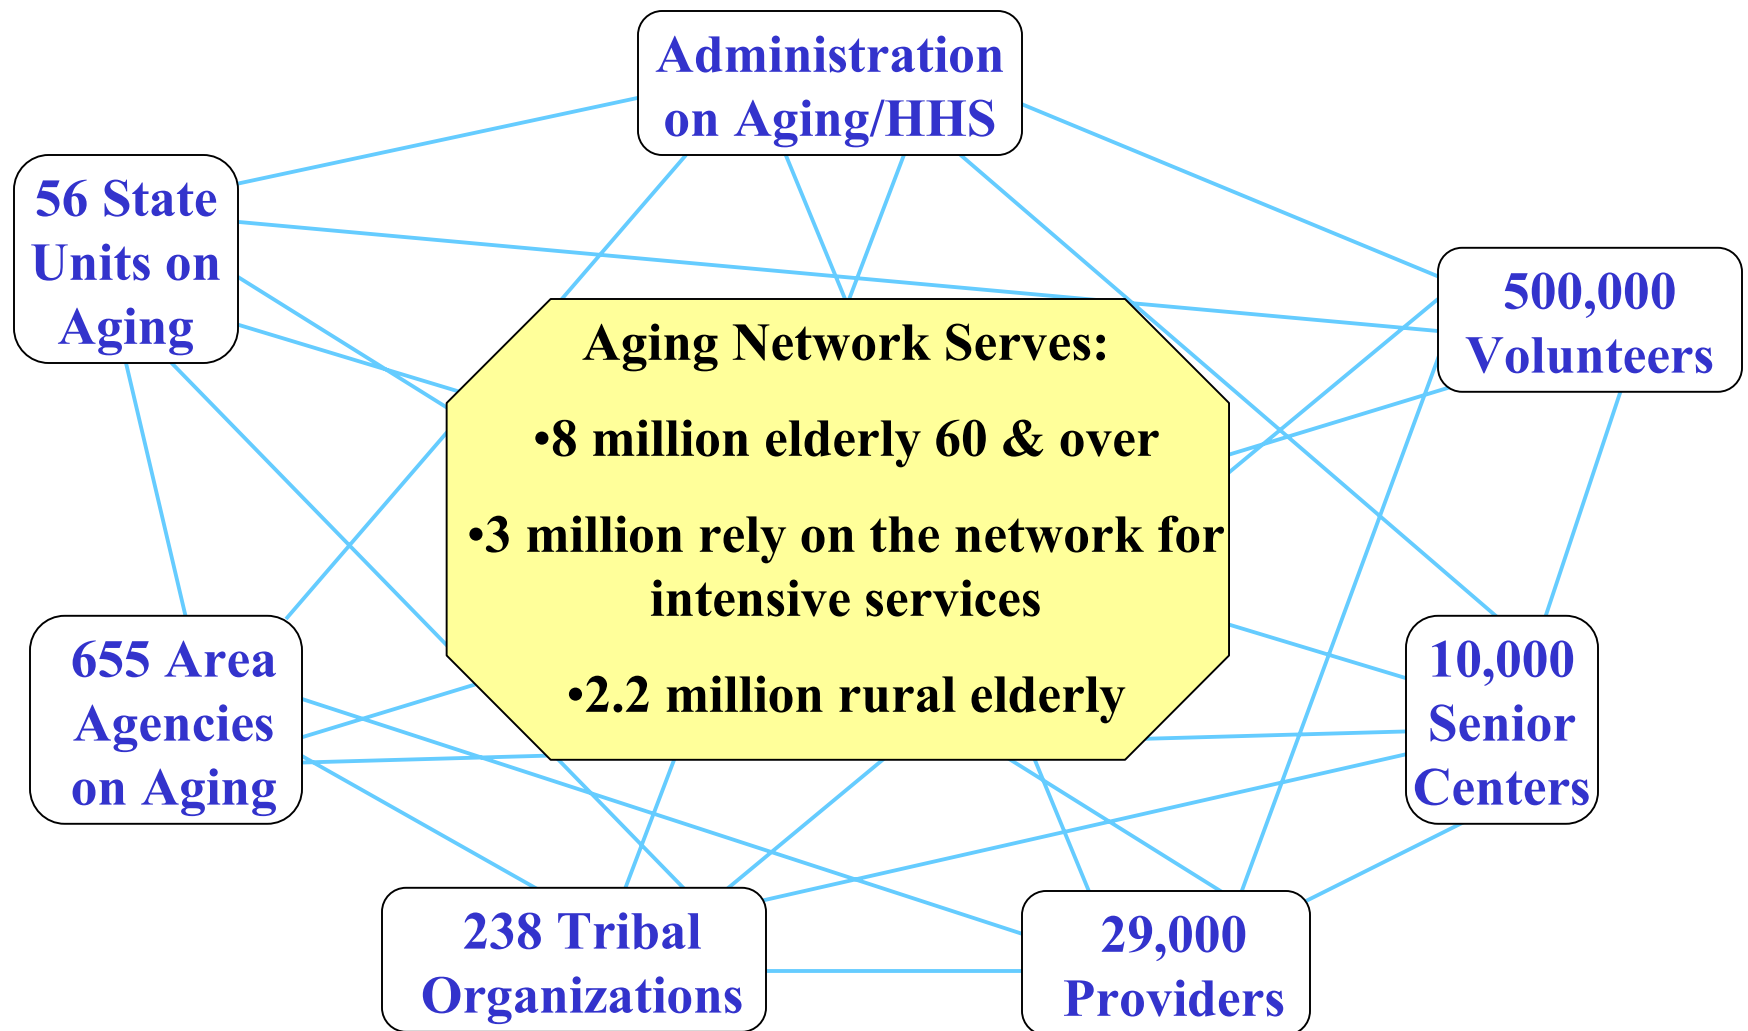 Administration
on Aging/HHS
56 State
Units on
Aging
500,000
Volunteers
Aging Network Serves:
•8 million elderly 60 & over
•3 million rely on the network for
intensive services
•2.2 million rural elderly
655 Area
Agencies
on Aging
10,000
Senior
Centers
238 Tribal
Organizations
29,000
Providers